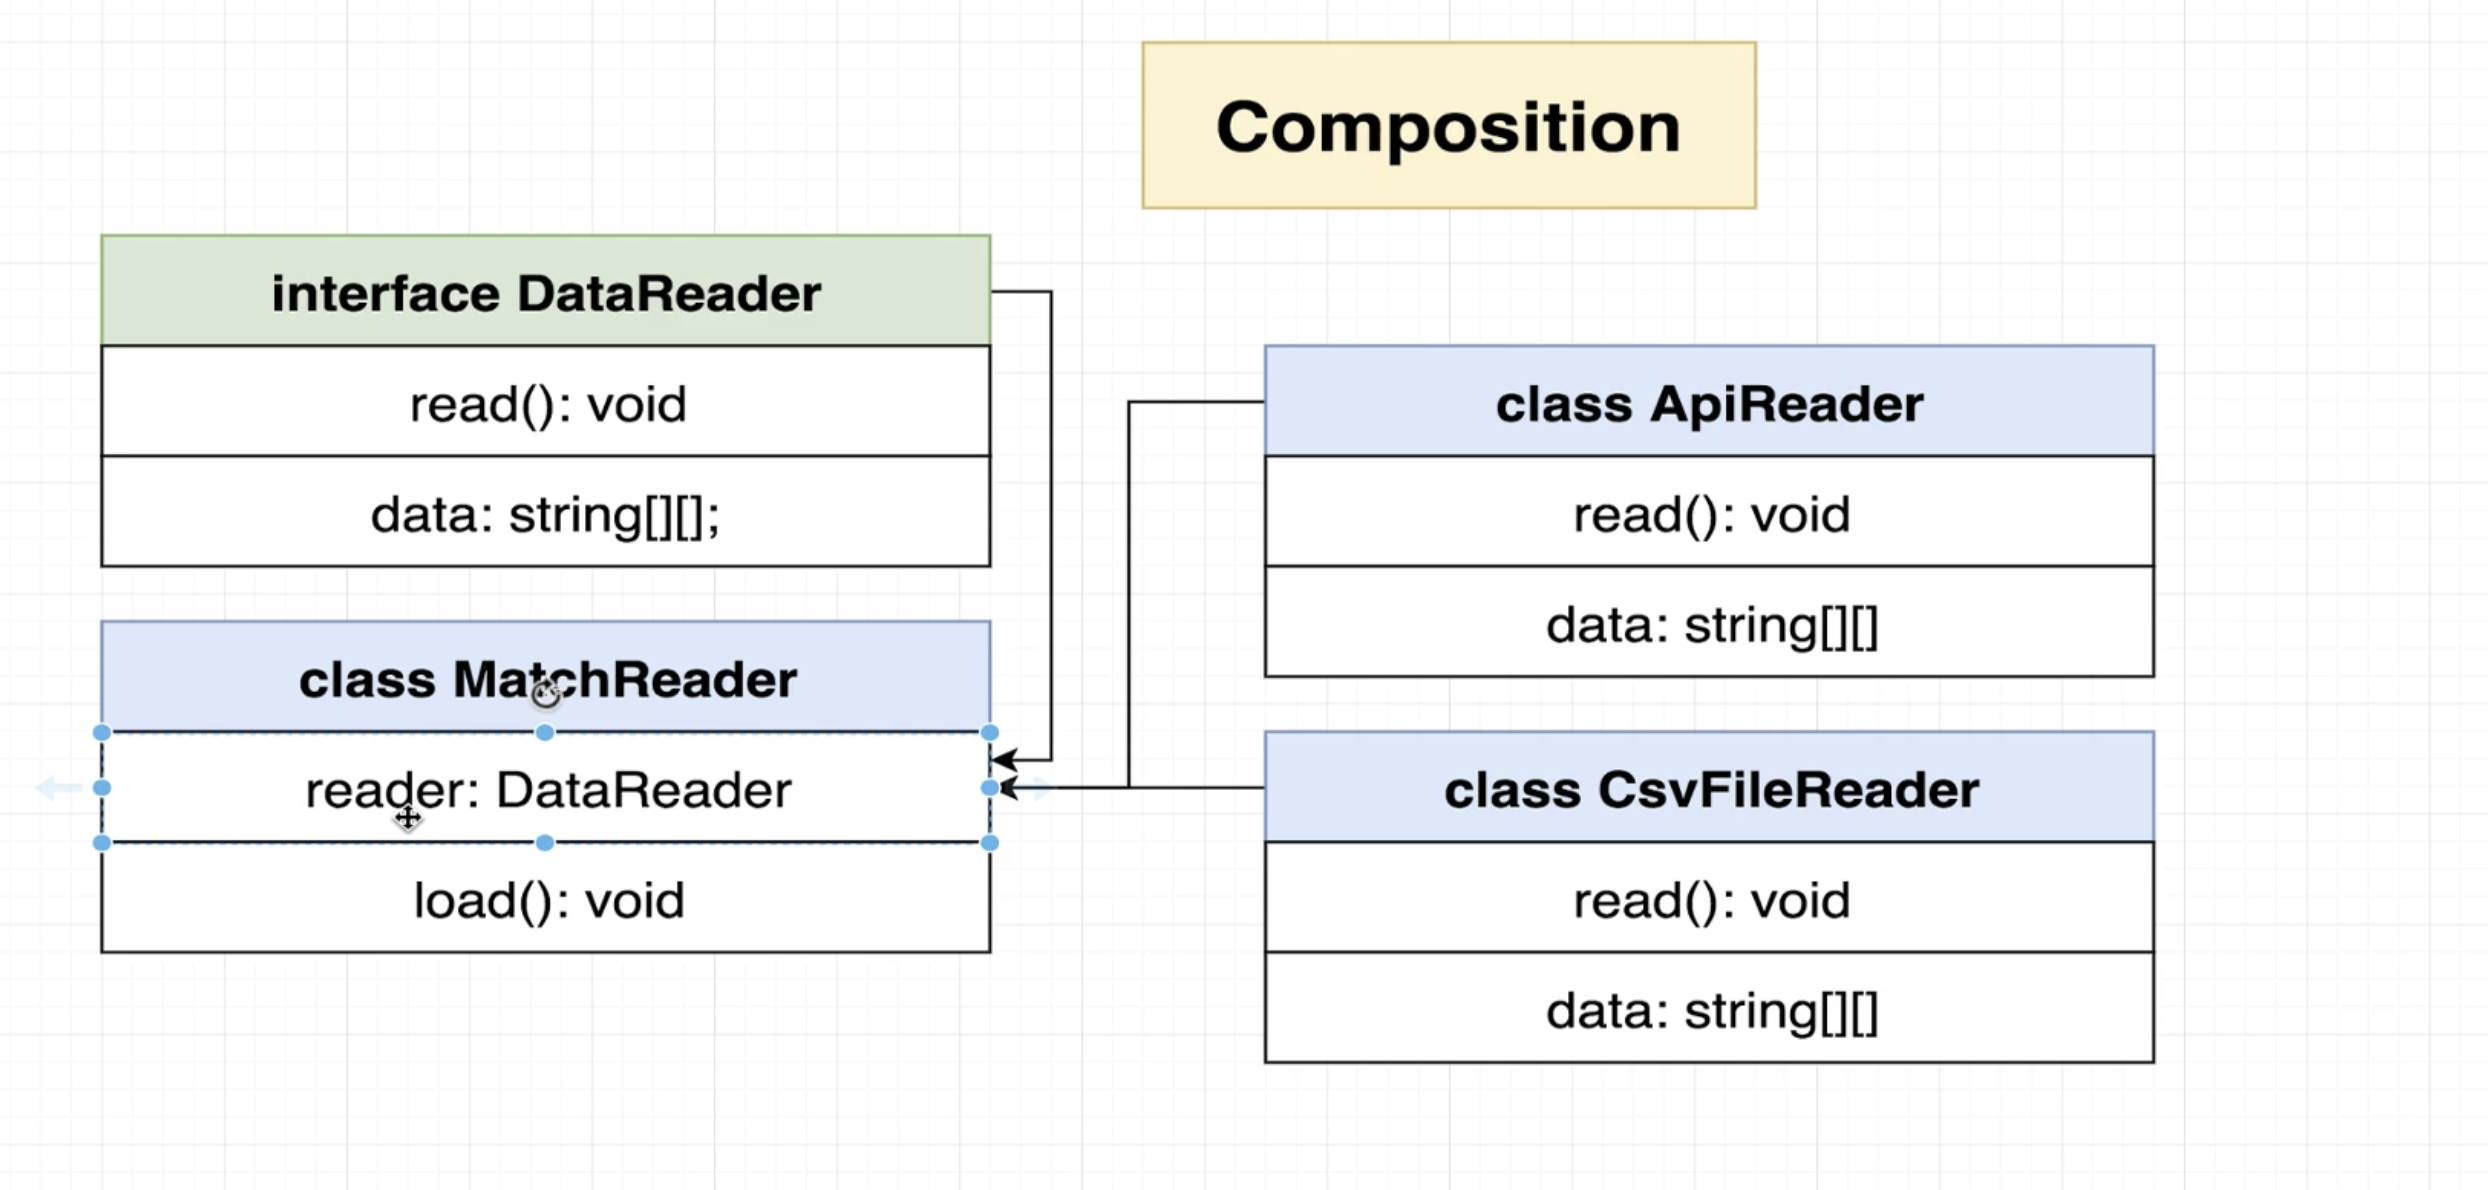 Composition
interface DataReader
read(): void
data: string[][];
class MatchReader
reader: DataReader
load(): void
class ApiReader
read(): void
data: string[][]
class CsvFileReader
read(): void
data: string[][]